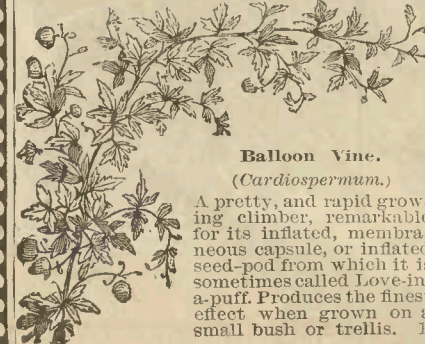 Balloon Vine.
(Cardiospermum.)
A pretty, and rapid grow-
ing climber, remarkable
for its inflated, membra-
neous capsule, or inflated
seed-pod from which it is
sometimes called Love-in-
a-puff. Produces the finest
effect when grown on a
small bush or trellis.